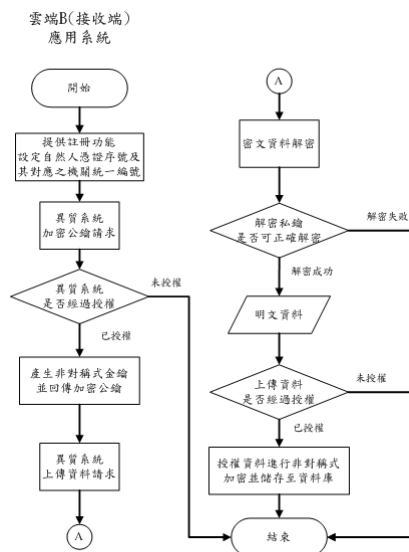 雲端B(接收端)
應用系統
開始
提供註冊功能
設定自然人憑證序號及
其對應之機關統一編號
異質系統
加密公鑰請求
異質系統
是否經過授權
未授權
已授權
產生非對稱式金鑰
並回傳加密公鑰
異質系統
上傳資料請求
A
A
密文資料解密
解密私鑰
是否可正確解密
解密失敗
解密成功
明文資料
上傳資料
是否經過授權
未授權
已授權
授權資料進行非對稱式
加密並儲存至資料庫
結束